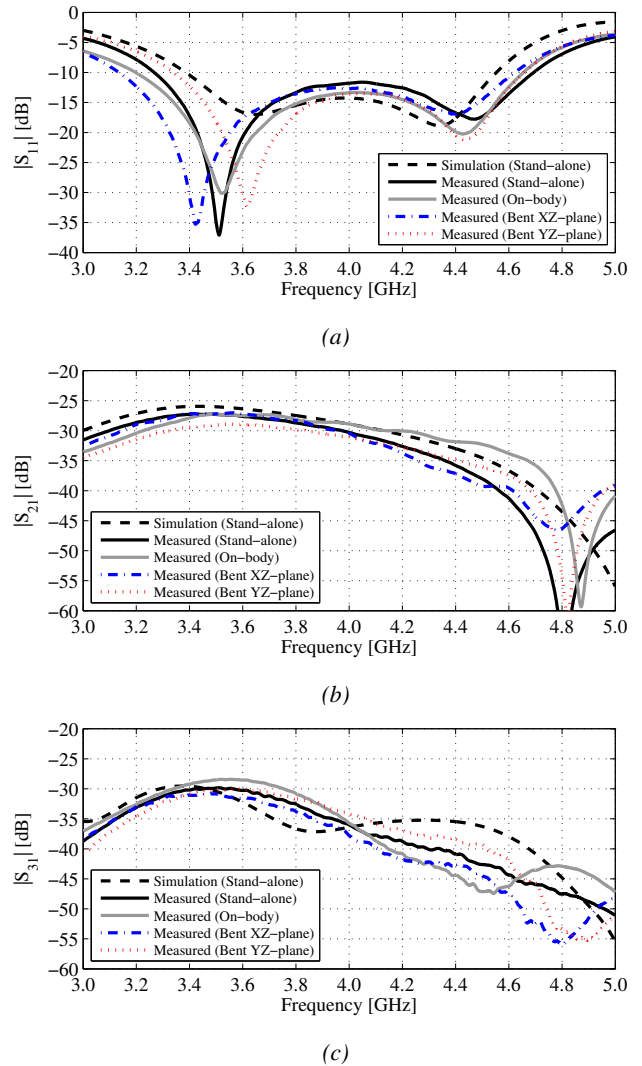 0
−5
−10
−15
−20
−25
−30
−35
−40
|S11| [dB]
Simulation (Stand−alone)
Measured (Stand−alone)
Measured (On−body)
Measured (Bent XZ−plane)
Measured (Bent YZ−plane)
3.0 3.2 3.4 3.6 3.8 4.0 4.2 4.4 4.6 4.8 5.0
Frequency [GHz]
(a)
−20
−25
−30
−35
−40
−45
−50
−55
−60
|S21| [dB]
Simulation (Stand−alone)
Measured (Stand−alone)
Measured (On−body)
Measured (Bent XZ−plane)
Measured (Bent YZ−plane)
3.0 3.2 3.4 3.6 3.8 4.0 4.2 4.4 4.6 4.8 5.0
Frequency [GHz]
(b)
−20
−25
−30
−35
−40
−45
−50
−55
−60
|S31| [dB]
Simulation (Stand−alone)
Measured (Stand−alone)
Measured (On−body)
Measured (Bent XZ−plane)
Measured (Bent YZ−plane)
3.0 3.2 3.4 3.6 3.8 4.0 4.2 4.4 4.6 4.8 5.0
Frequency [GHz]
(c)